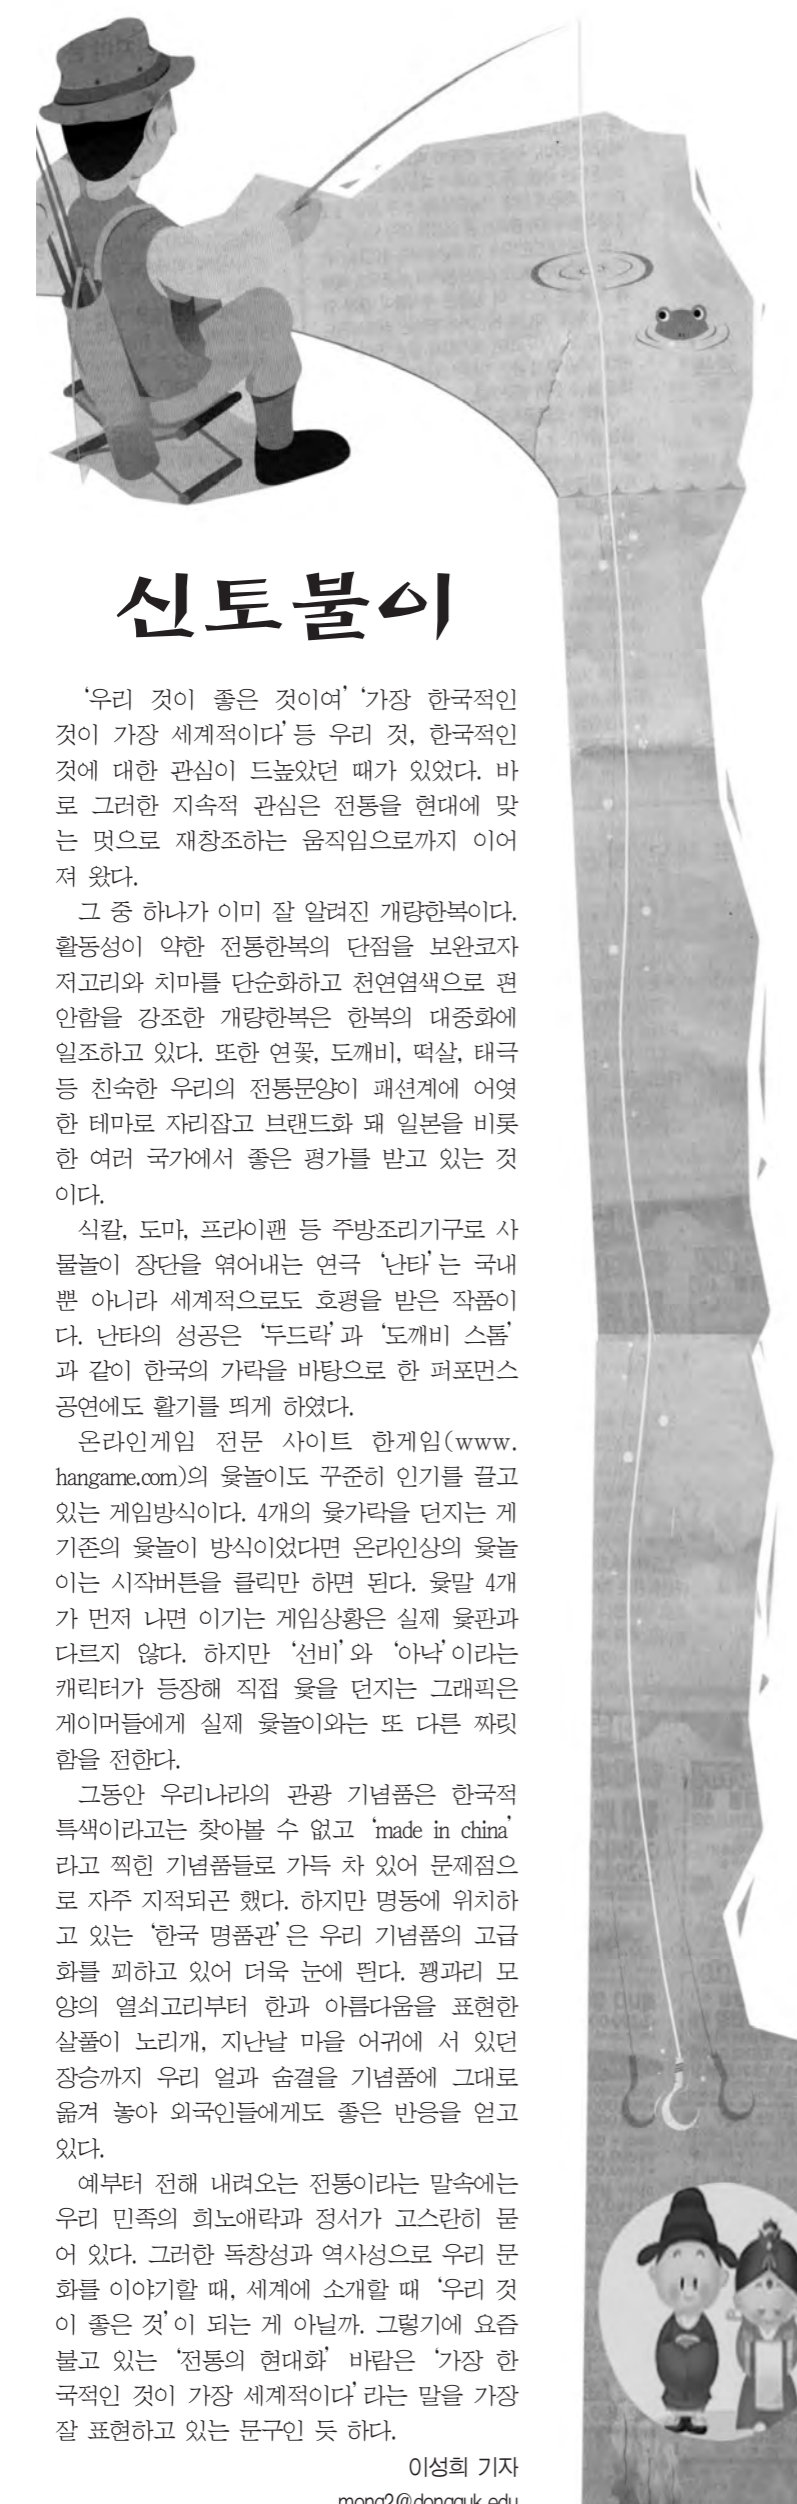 신토불이
‘우리 것이 좋은 것이여’ ‘가장 한국적인
것이 가장 세계적이다’ 등 우리 것, 한국적인
것에 대한 관심이 드높았던 때가 있었다. 바
로 그러한 지속적 관심은 전통을 현대에 맞
는 멋으로 재창조하는 움직임으로까지 이어
져 왔다.
그 중 하나가 이미 잘 알려진 개량한복이다.
활동성이 약한 전통한복의 단점을 보완코자
저고리와 치마를 단순화하고 천연염색으로 편
안함을 강조한 개량한복은 한복의 대중화에
일조하고 있다. 또한 연꽃, 도깨비, 떡살, 태극
등 친숙한 우리의 전통문양이 패션계에 어엿
한 테마로 자리잡고 브랜드화 돼 일본을 비롯
한 여러 국가에서 좋은 평가를 받고 있는 것
이다.
식칼, 도마, 프라이팬 등 주방조리기구로 사
물놀이 장단을 엮어내는 연극 ‘난타’는 국내
뿐 아니라 세계적으로도 호평을 받은 작품이
다. 난타의 성공은 ‘두드락’과 ‘도깨비 스톰’
과 같이 한국의 가락을 바탕으로 한 퍼포먼스
공연에도 활기를 띄게 하였다.
온라인게임 전문 사이트 한게임(www.
hangame.com)의 윷놀이도 꾸준히 인기를 끌고
있는 게임방식이다. 4개의 윷가락을 던지는 게
기존의 윷놀이 방식이었다면 온라인상의 윷놀
이는 시작버튼을 클릭만 하면 된다. 윷말 4개
가 먼저 나면 이기는 게임상황은 실제 윷판과
다르지 않다. 하지만 ‘선비’와 ‘아낙’이라는
캐릭터가 등장해 직접 윷을 던지는 그래픽은
게이머들에게 실제 윷놀이와는 또 다른 짜릿
함을 전한다.
그동안 우리나라의 관광 기념품은 한국적
특색이라고는 찾아볼 수 없고 ‘made in china’
라고 찍힌 기념품들로 가득 차 있어 문제점으
로 자주 지적되곤 했다. 하지만 명동에 위치하
고 있는 ‘한국 명품관’은 우리 기념품의 고급
화를 꾀하고 있어 더욱 눈에 띈다. 꽹과리 모
양의 열쇠고리부터 한과 아름다움을 표현한
살풀이 노리개, 지난날 마을 어귀에 서 있던
장승까지 우리 얼과 숨결을 기념품에 그대로
옮겨 놓아 외국인들에게도 좋은 반응을 얻고
있다.
예부터 전해 내려오는 전통이라는 말속에는
우리 민족의 희노애락과 정서가 고스란히 묻
어 있다. 그러한 독창성과 역사성으로 우리 문
화를 이야기할 때, 세계에 소개할 때 ‘우리 것
이 좋은 것’이 되는 게 아닐까. 그렇기에 요즘
불고 있는 ‘전통의 현대화’ 바람은 ‘가장 한
국적인 것이 가장 세계적이다’라는 말을 가장
잘 표현하고 있는 문구인 듯 하다.
이성희 기자
mong2@dongguk.edu